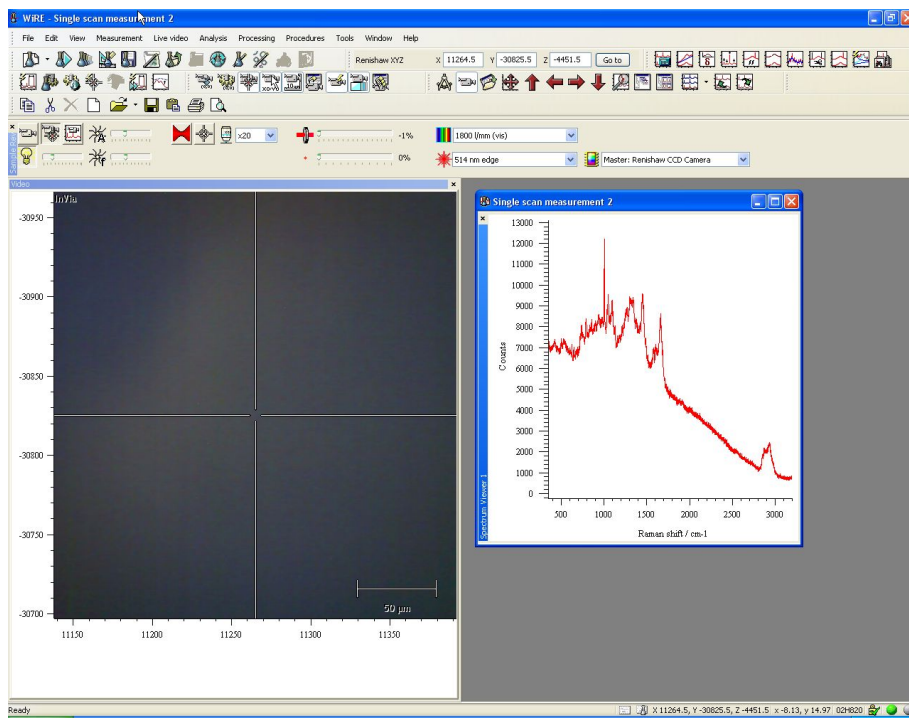 WiRE - Single scan measurement 2
File Edit View Measurement Live video Analysis Processing Procedures Tools Window Help
Renishaw XYZ X 11264.5 Y -30825.5 Z -4451.5 Go to
x20 -1% 1800 l/mm (vis)
0% 514 nm edge Master: Renishaw CCD Camera
Video
InVia
-30950
-30900
-30850
-30800
-30750
-30700
50 µm
11150 11200 11250 11300 11350
Single scan measurement 2
13000
12000
11000
10000
9000
8000
7000
6000
5000
4000
3000
2000
1000
0
Counts
Spectrum Viewer 1
500 1000 1500 2000 2500 3000
Raman shift / cm-1
Ready X 11264.5, Y -30825.5, Z -4451.5 x -8.13, y 14.97 02H820